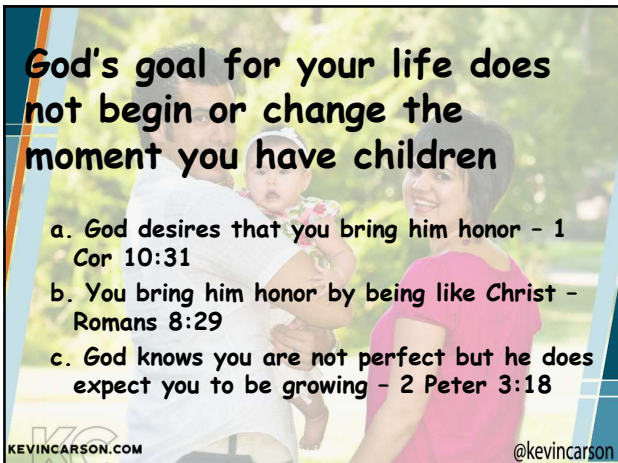 God's goal for your life does
not begin or change the
moment you have children
a. God desires that you bring him honor – 1
Cor 10:31
b. You bring him honor by being like Christ –
Romans 8:29
c. God knows you are not perfect but he does
expect you to be growing – 2 Peter 3:18
KC
KEVINCARSON.COM
@kevincarson